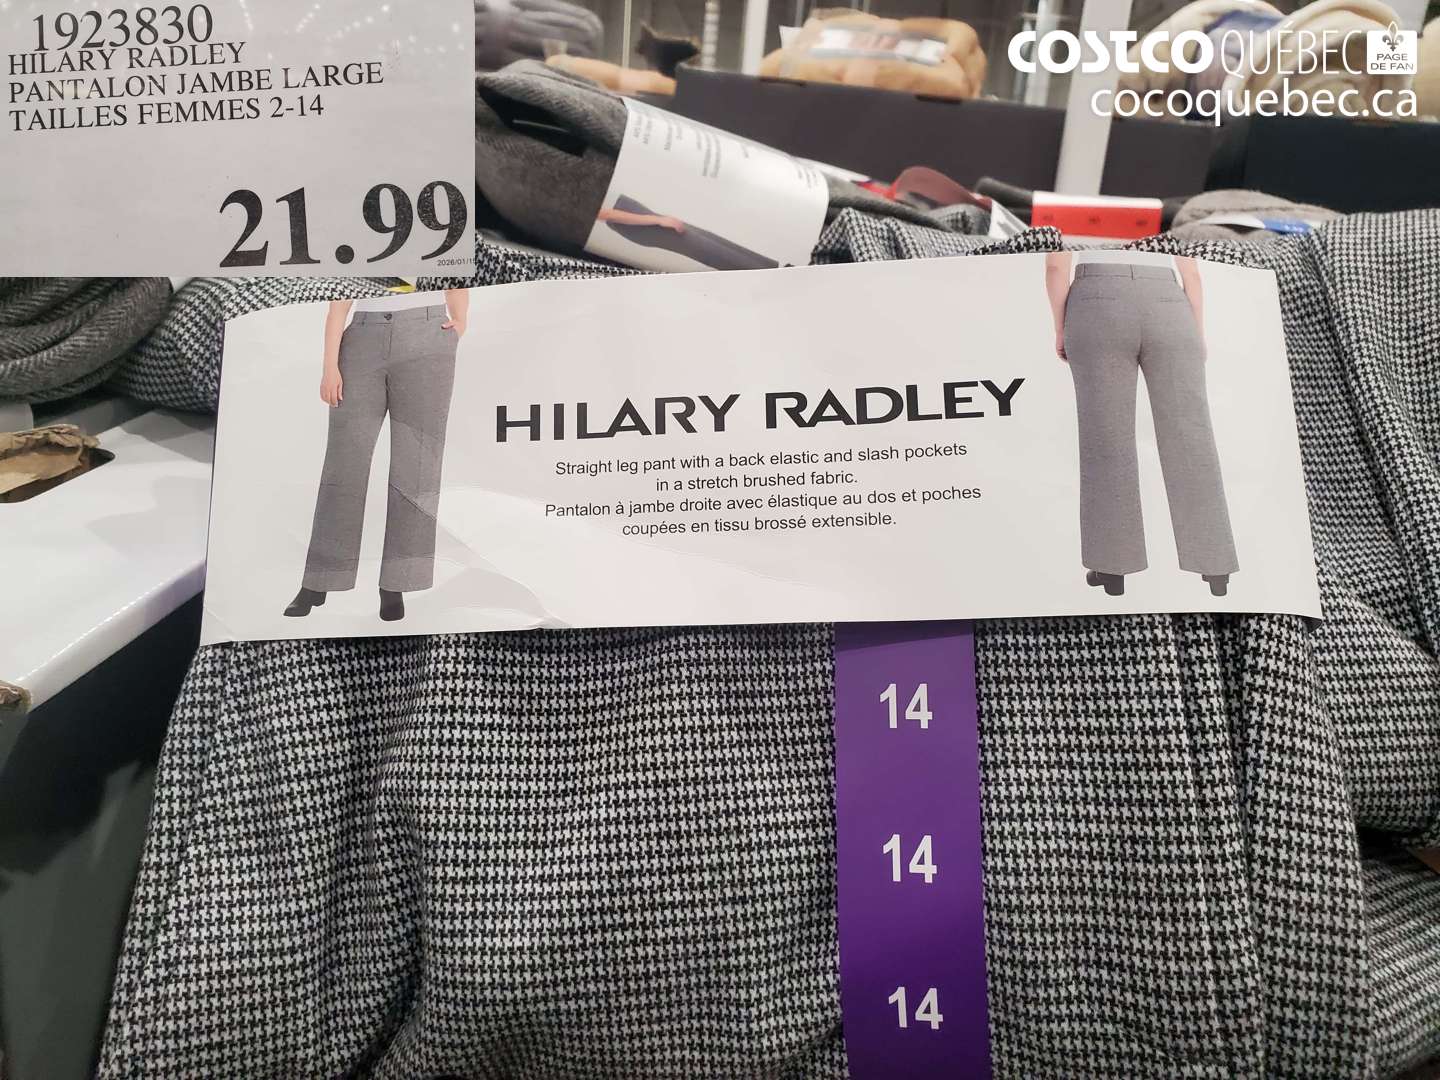 1923830
HILARY RADLEY
PANTALON JAMBE LARGE
TAILLES FEMMES 2-14
21.99
COSTCO QUÉBEC
PAGE
DE FAN
cocoquebec.ca
HILARY RADLEY
Straight leg pant with a back elastic and slash pockets
in a stretch brushed fabric.
Pantalon à jambe droite avec élastique au dos et poches
coupées en tissu brossé extensible.
14
14
14